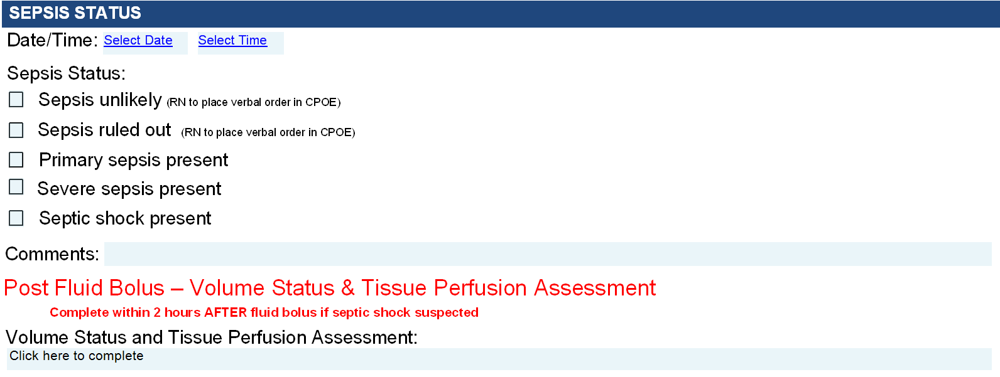 SEPSIS STATUS
Date/Time: Select Date Select Time
Sepsis Status:
Sepsis unlikely (RN to place verbal order in CPOE)
Sepsis ruled out (RN to place verbal order in CPOE)
Primary sepsis present
Severe sepsis present
Septic shock present
Comments:
Post Fluid Bolus – Volume Status & Tissue Perfusion Assessment
Complete within 2 hours AFTER fluid bolus if septic shock suspected
Volume Status and Tissue Perfusion Assessment:
Click here to complete